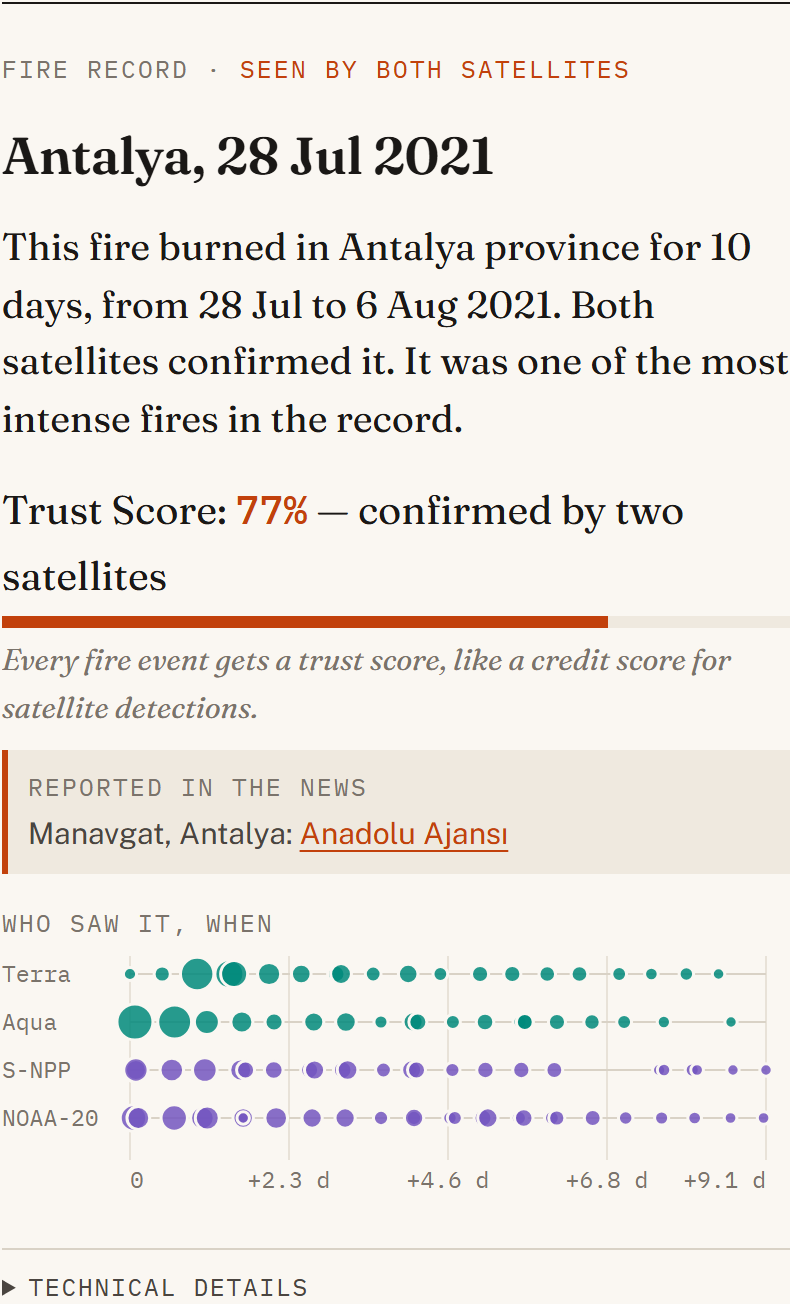 FIRE RECORD · SEEN BY BOTH SATELLITES
Antalya, 28 Jul 2021
This fire burned in Antalya province for 10
days, from 28 Jul to 6 Aug 2021. Both
satellites confirmed it. It was one of the most
intense fires in the record.
Trust Score: 77% — confirmed by two
satellites
Every fire event gets a trust score, like a credit score for
satellite detections.
REPORTED IN THE NEWS
Manavgat, Antalya: Anadolu Ajansı
WHO SAW IT, WHEN
Terra
Aqua
S-NPP
NOAA-20
0 +2.3 d +4.6 d +6.8 d +9.1 d
▶ TECHNICAL DETAILS